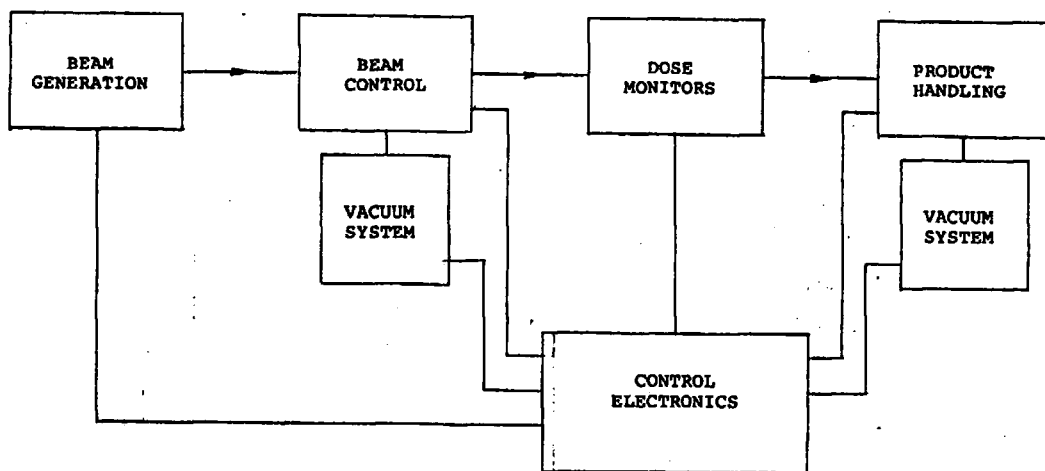 BEAM
GENERATION
BEAM
CONTROL
DOSE
MONITORS
PRODUCT
HANDLING
VACUUM
SYSTEM
VACUUM
SYSTEM
CONTROL
ELECTRONICS